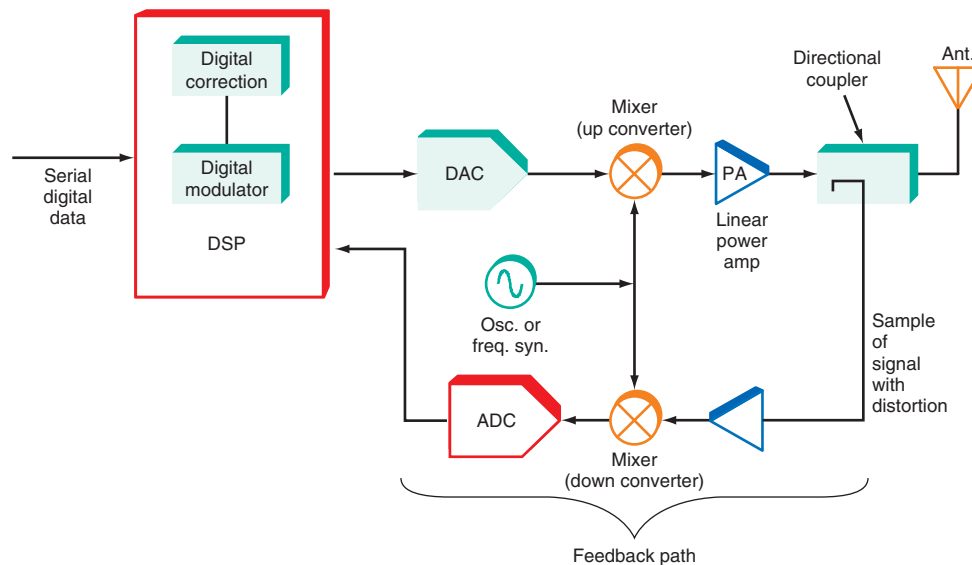 Digital
correction
Digital
modulator
DSP
Serial
digital
data
DAC
Mixer
(up converter)
PA
Linear
power
amp
Directional
coupler
Ant.
Osc. or
freq. syn.
ADC
Mixer
(down converter)
Sample
of
signal
with
distortion
Feedback path